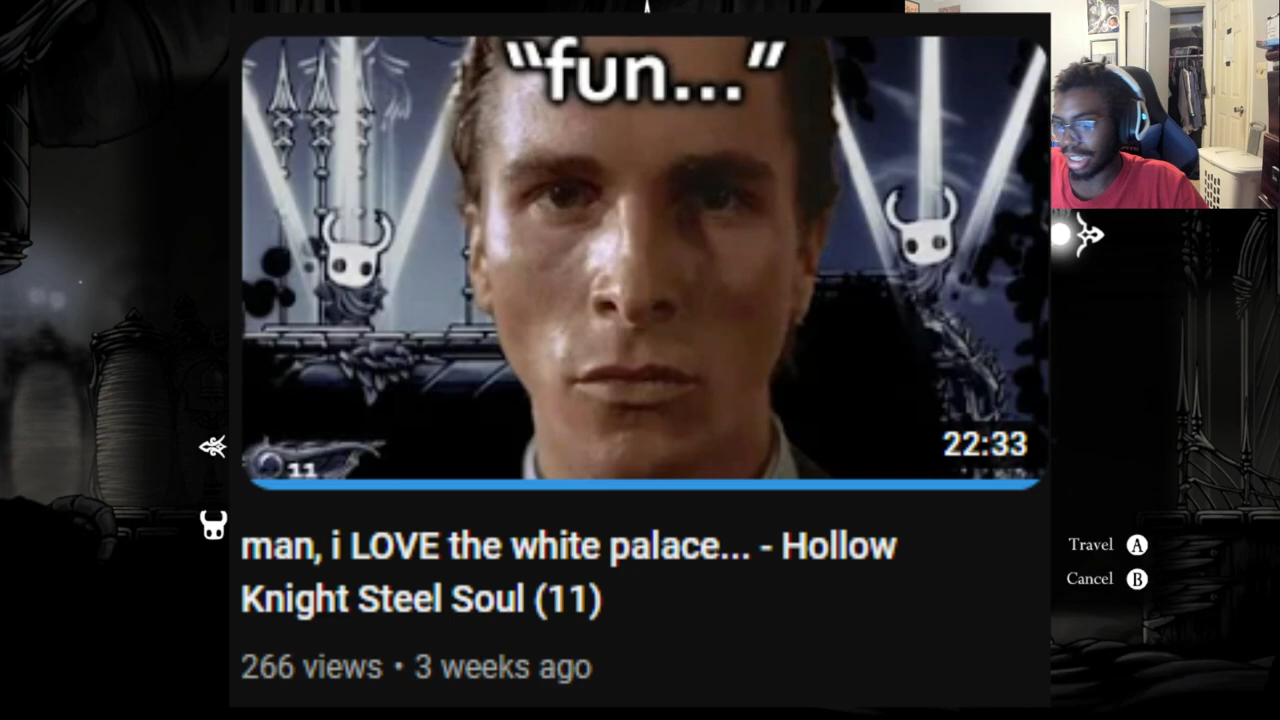 “fun...”
11
22:33
man, i LOVE the white palace... - Hollow
Knight Steel Soul (11)
266 views • 3 weeks ago
Travel A
Cancel B